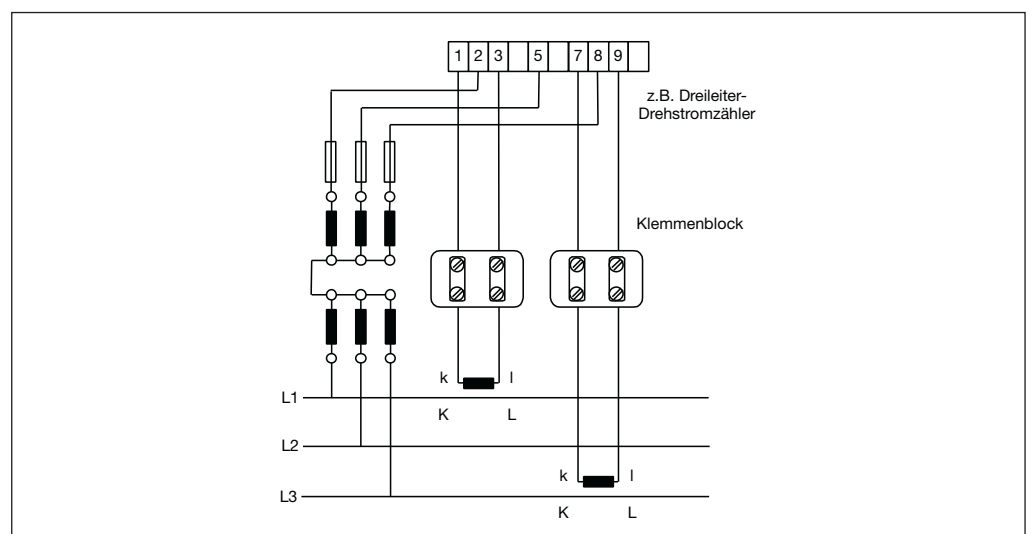 1 2 3 5 7 8 9
z.B. Dreileiter-
Drehstromzähler
Klemmenblock
k l
L1
K L
L2
k l
L3
K L